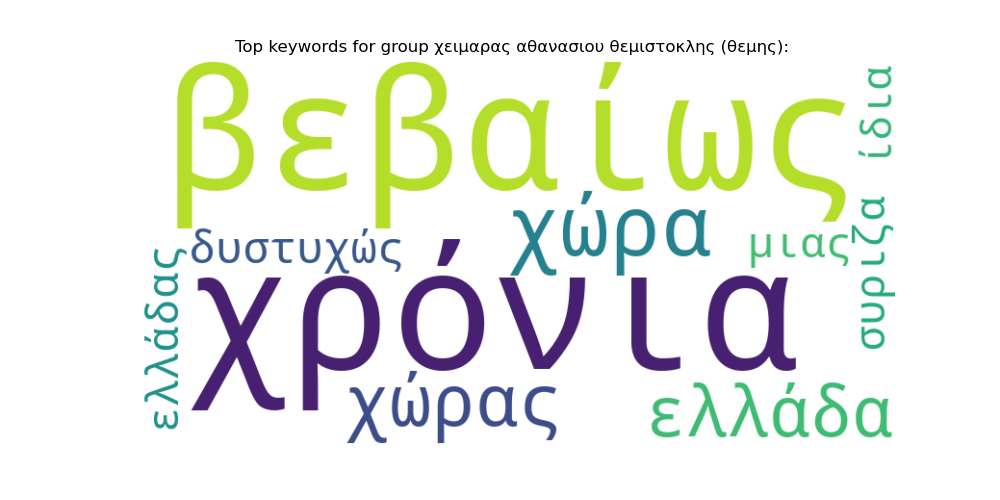 Top keywords for group χειμαρας αθανασιου θεμιστοκλης (θεμης):
βεβαίως
ίδια
χώρα
συριζα
δυστυχώς
μιας
ελλάδας
χρόνια
χώρας
ελλάδα